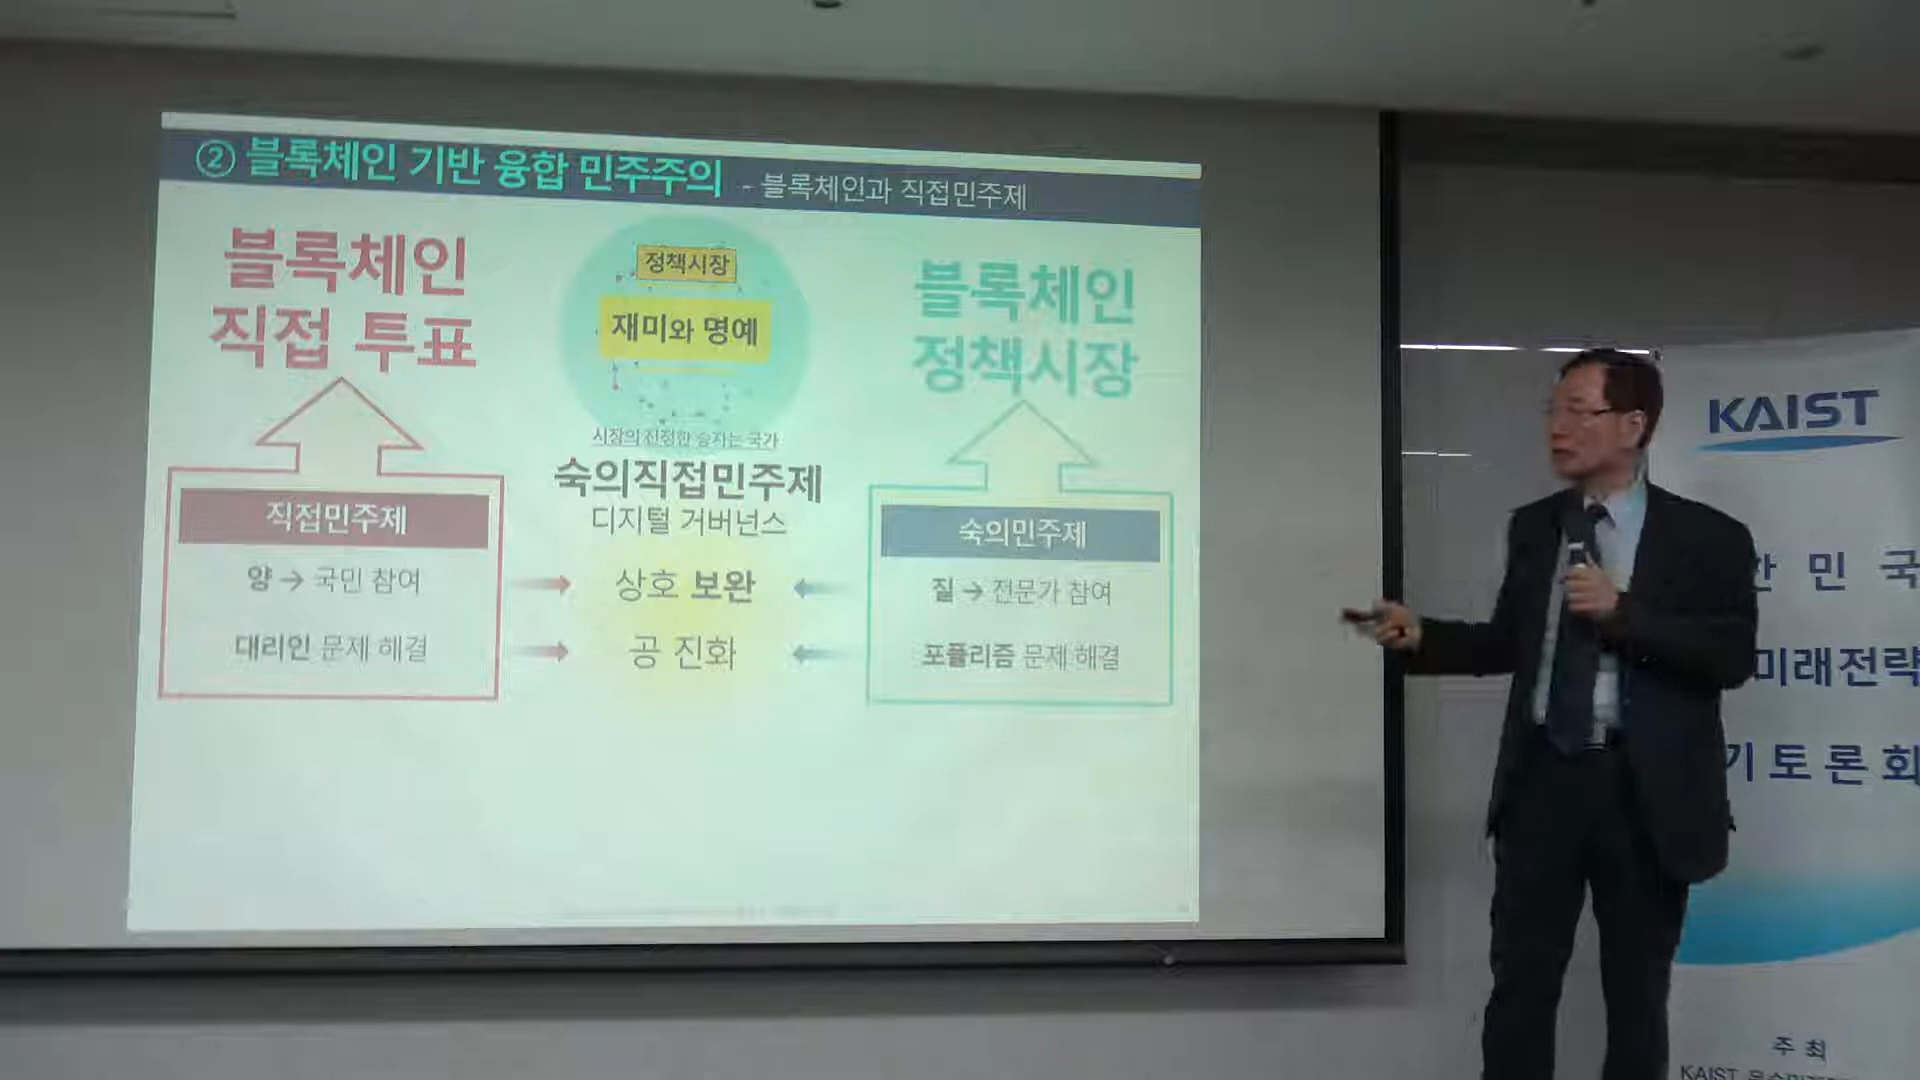 ② 블록체인 기반 융합 민주주의 - 블록체인과 직접민주제
블록체인
직접 투표
직접민주제
양 → 국민 참여
대리인 문제 해결
정책시장
재미와 명예
시장의 진정한 승자는 국가
숙의직접민주제
디지털 거버넌스
상호 보완
공 진화
블록체인
정책시장
숙의민주제
질 → 전문가 참여
포퓰리즘 문제 해결
KAIST
한 민 국
미래전략
기토론회
주 최
KAIST